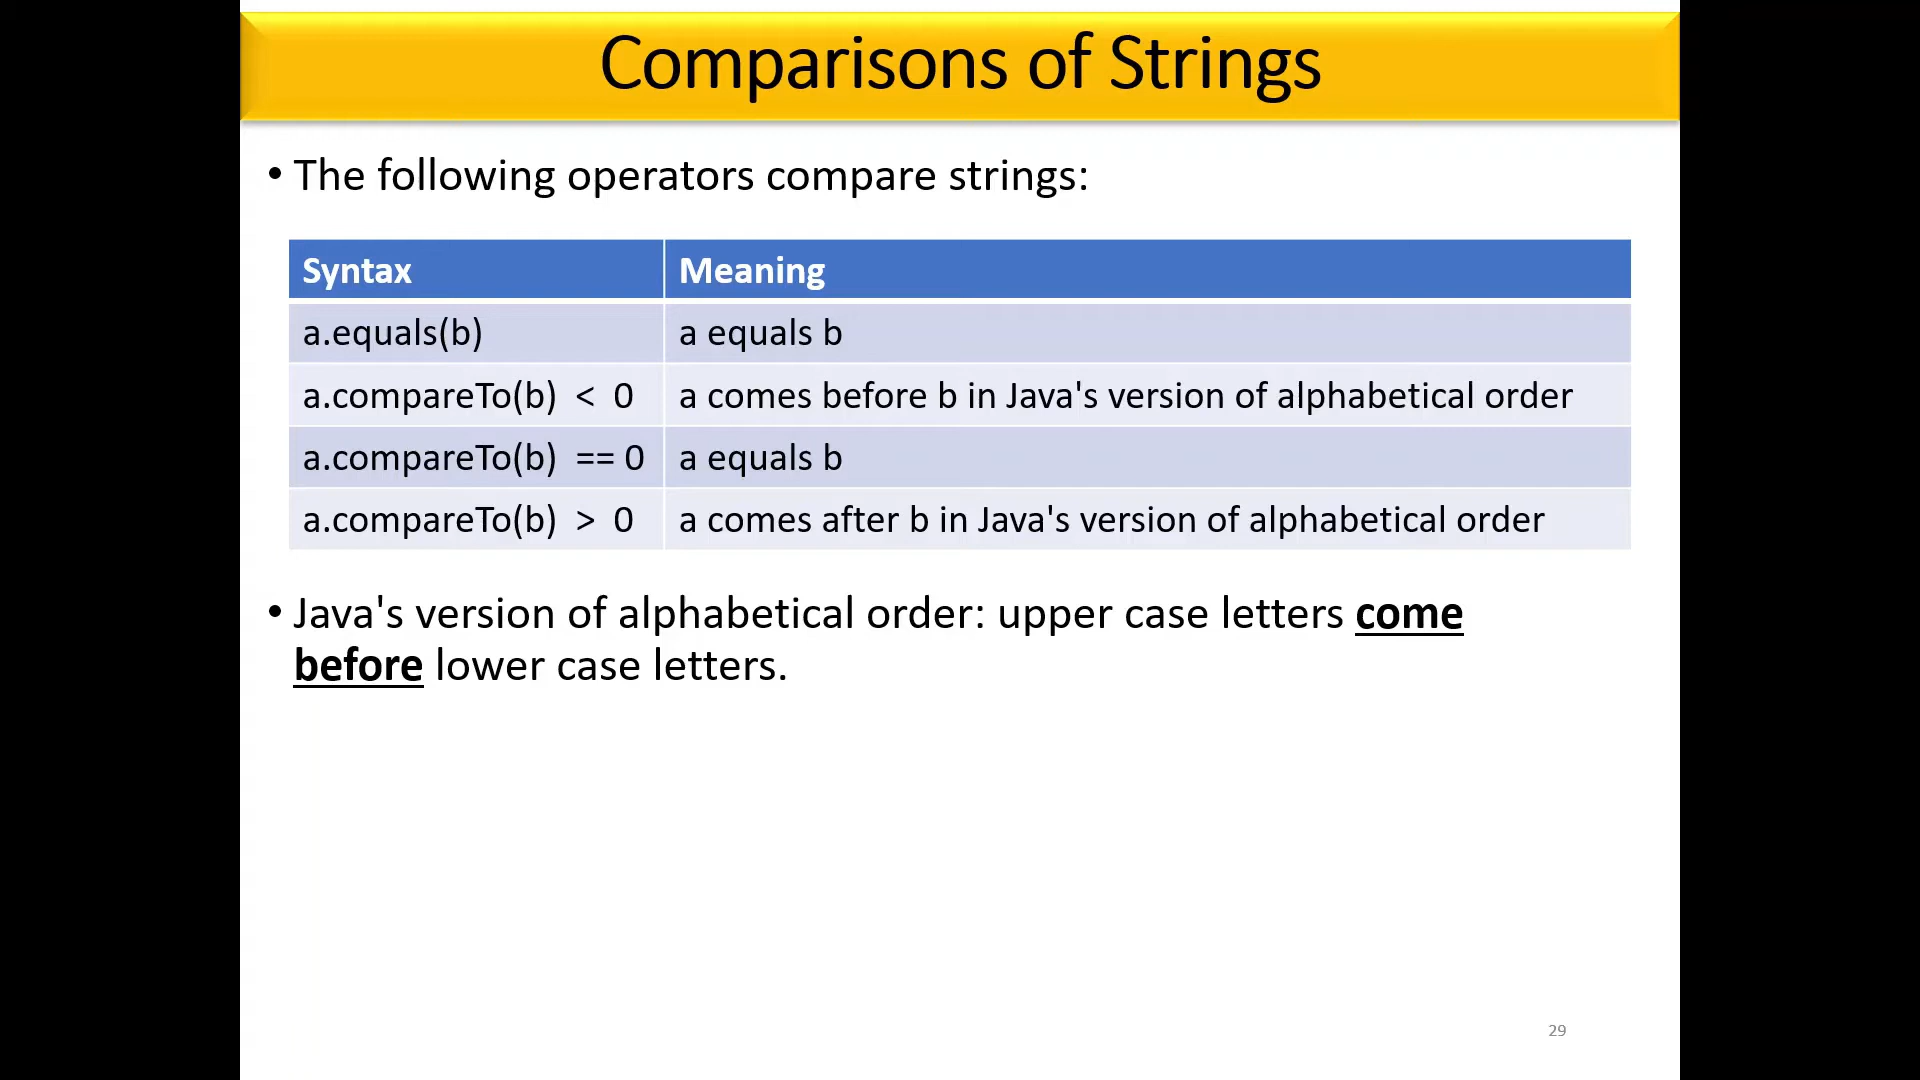 Comparisons of Strings
• The following operators compare strings:
Syntax Meaning
a.equals(b) a equals b
a.compareTo(b) < 0 a comes before b in Java's version of alphabetical order
a.compareTo(b) == 0 a equals b
a.compareTo(b) > 0 a comes after b in Java's version of alphabetical order
• Java's version of alphabetical order: upper case letters come
before lower case letters.
29